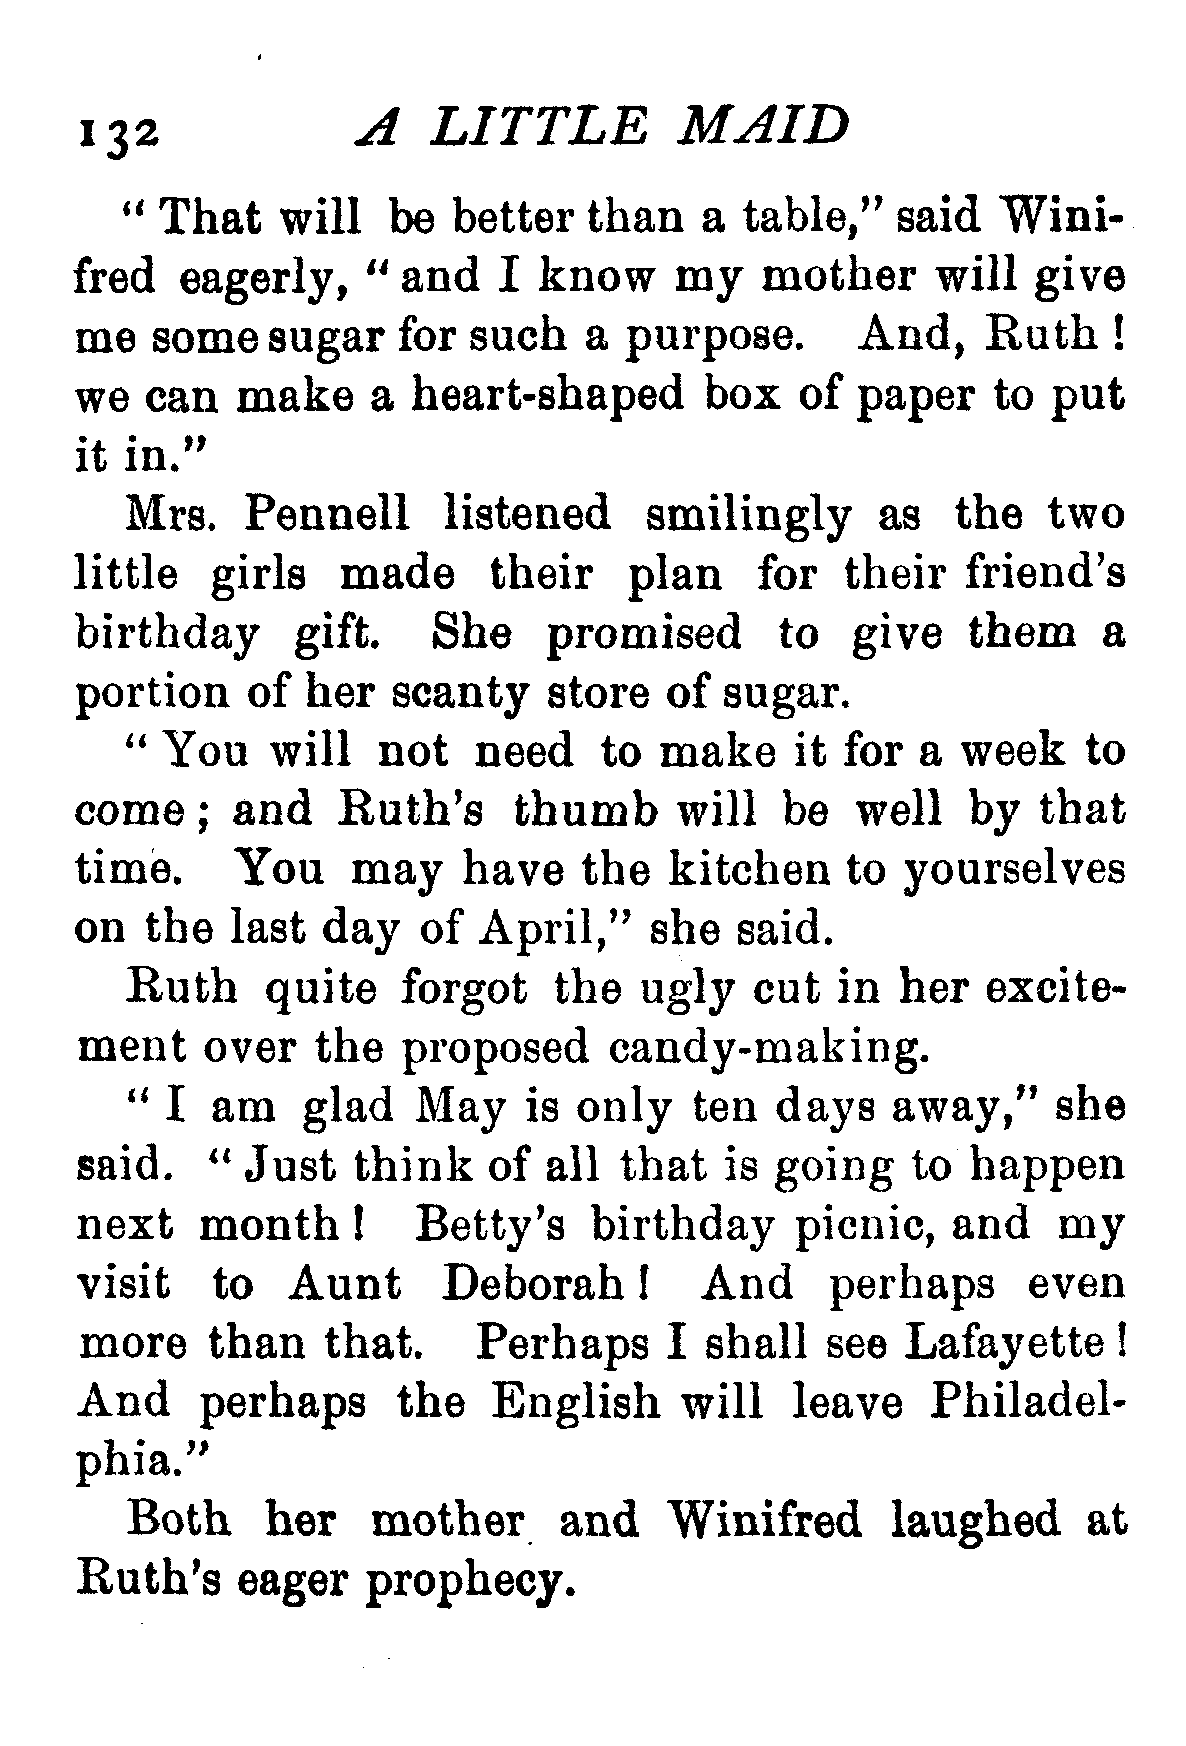 132 A LITTLE MAID
“ That will be better than a table,” said Wini-
fred eagerly, “ and I know my mother will give
me some sugar for such a purpose. And, Ruth !
we can make a heart-shaped box of paper to put
it in.”
Mrs. Pennell listened smilingly as the two
little girls made their plan for their friend’s
birthday gift. She promised to give them a
portion of her scanty store of sugar.
“ You will not need to make it for a week to
come ; and Ruth’s thumb will be well by that
time. You may have the kitchen to yourselves
on the last day of April,” she said.
Ruth quite forgot the ugly cut in her excite-
ment over the proposed candy-making.
“ I am glad May is only ten days away,” she
said. “ Just think of all that is going to happen
next month ! Betty’s birthday picnic, and my
visit to Aunt Deborah ! And perhaps even
more than that. Perhaps I shall see Lafayette !
And perhaps the English will leave Philadel-
phia.”
Both her mother and Winifred laughed at
Ruth’s eager prophecy.